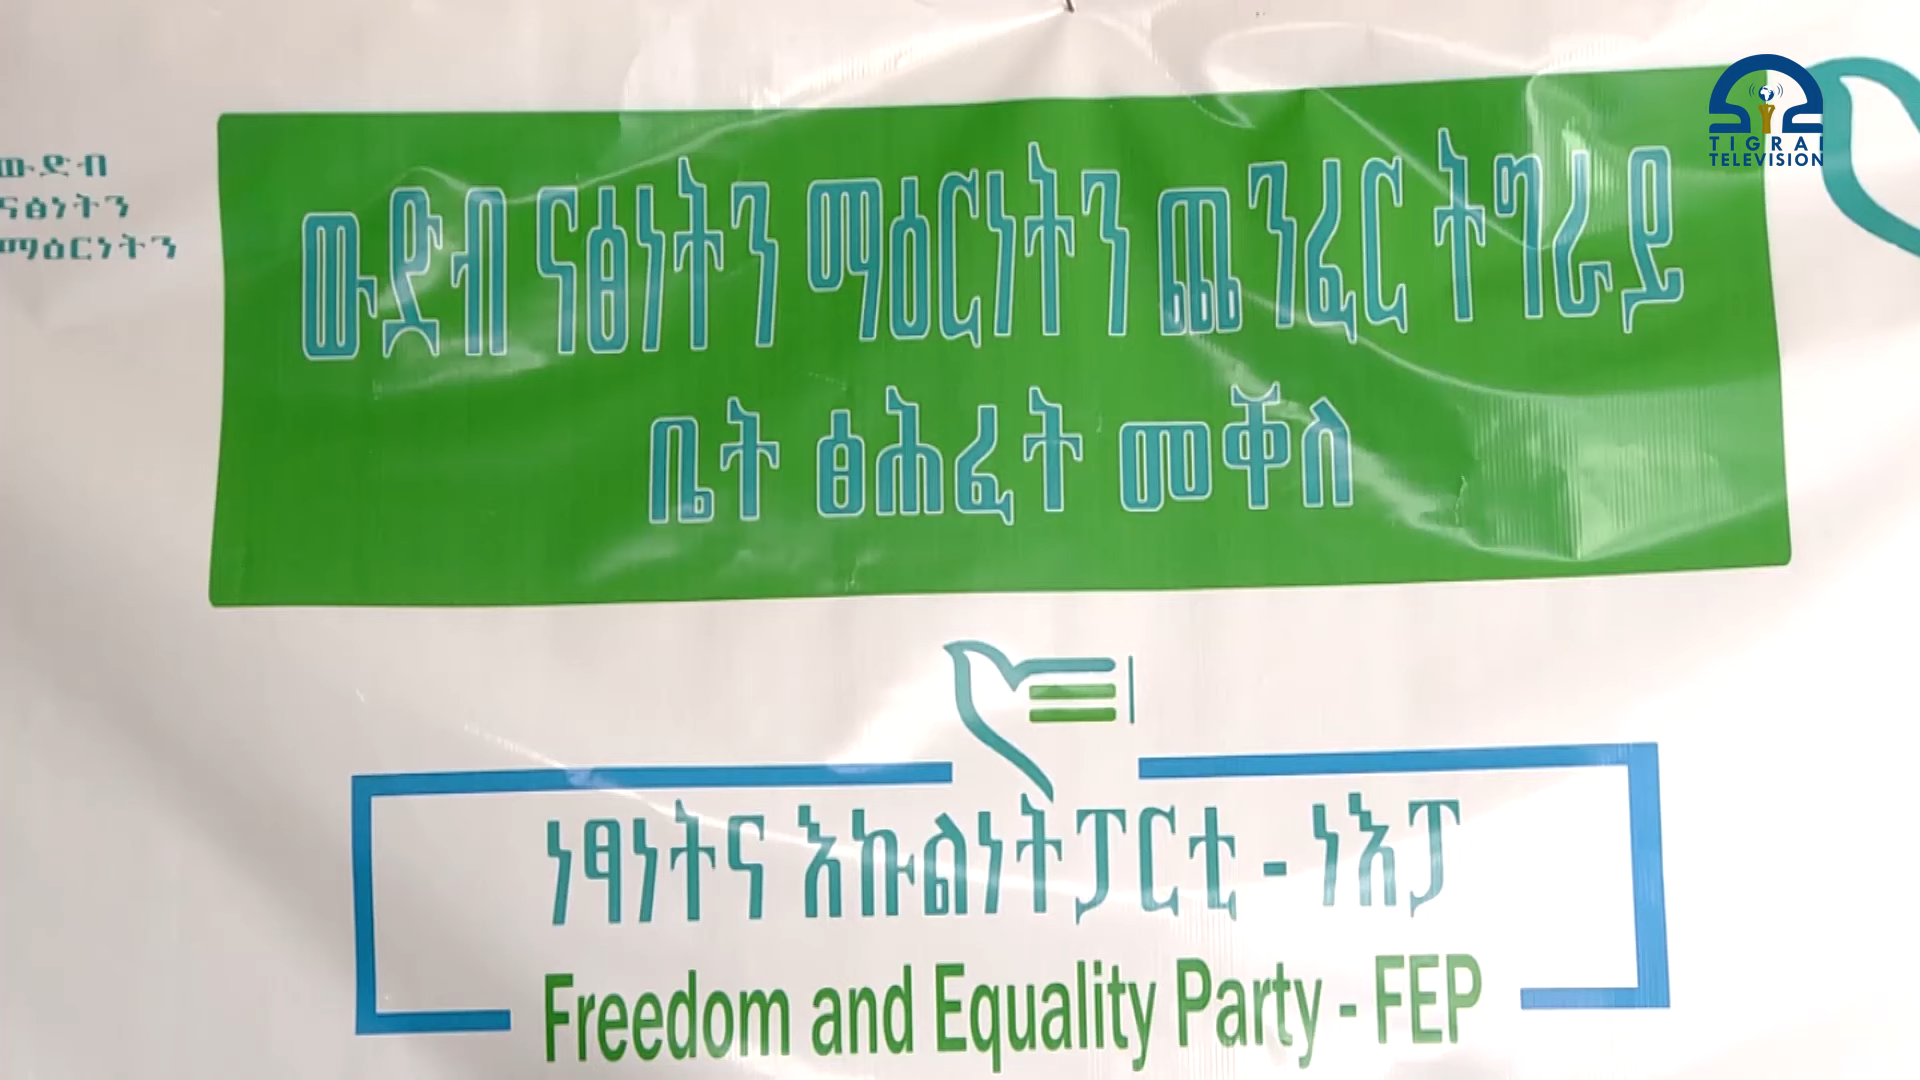 TIGRAI
TELEVISION
ውድብ
ናፅነትን
ማዕርነትን
ውድብ ናፅነትን ማዕርነትን ጨንፈር ትግራይ
ቤት ፅሕፈት መቐለ
ነፃነትና እኩልነት ፓርቲ - ነእፓ
Freedom and Equality Party - FEP